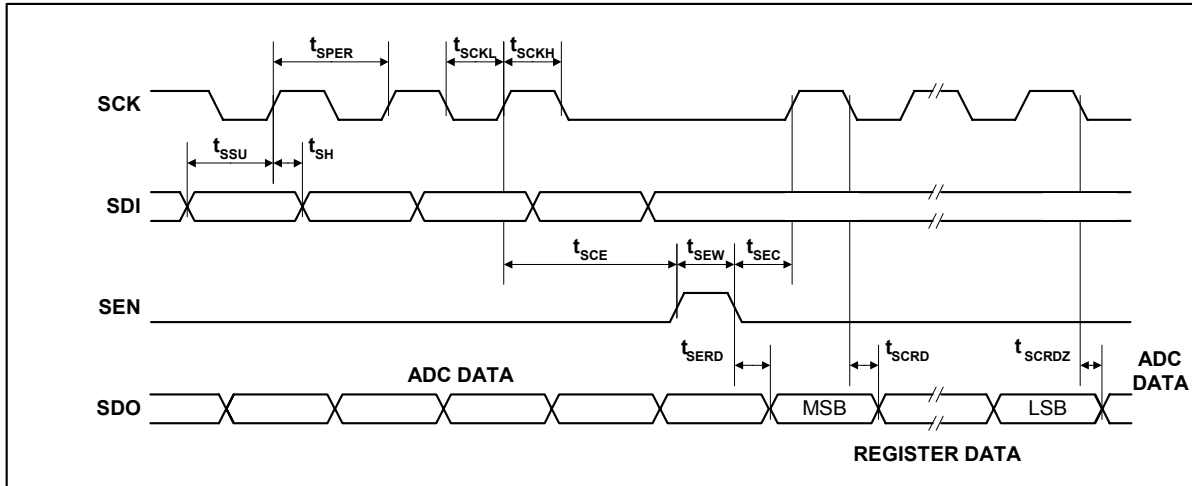 tSPER
tSCKL
tSCKH
SCK
tSSU
tSH
SDI
tSCE
tSEW
tSEC
SEN
tSERD
tSCRD
tSCRDZ
ADC DATA
ADC DATA
SDO
MSB
LSB
REGISTER DATA